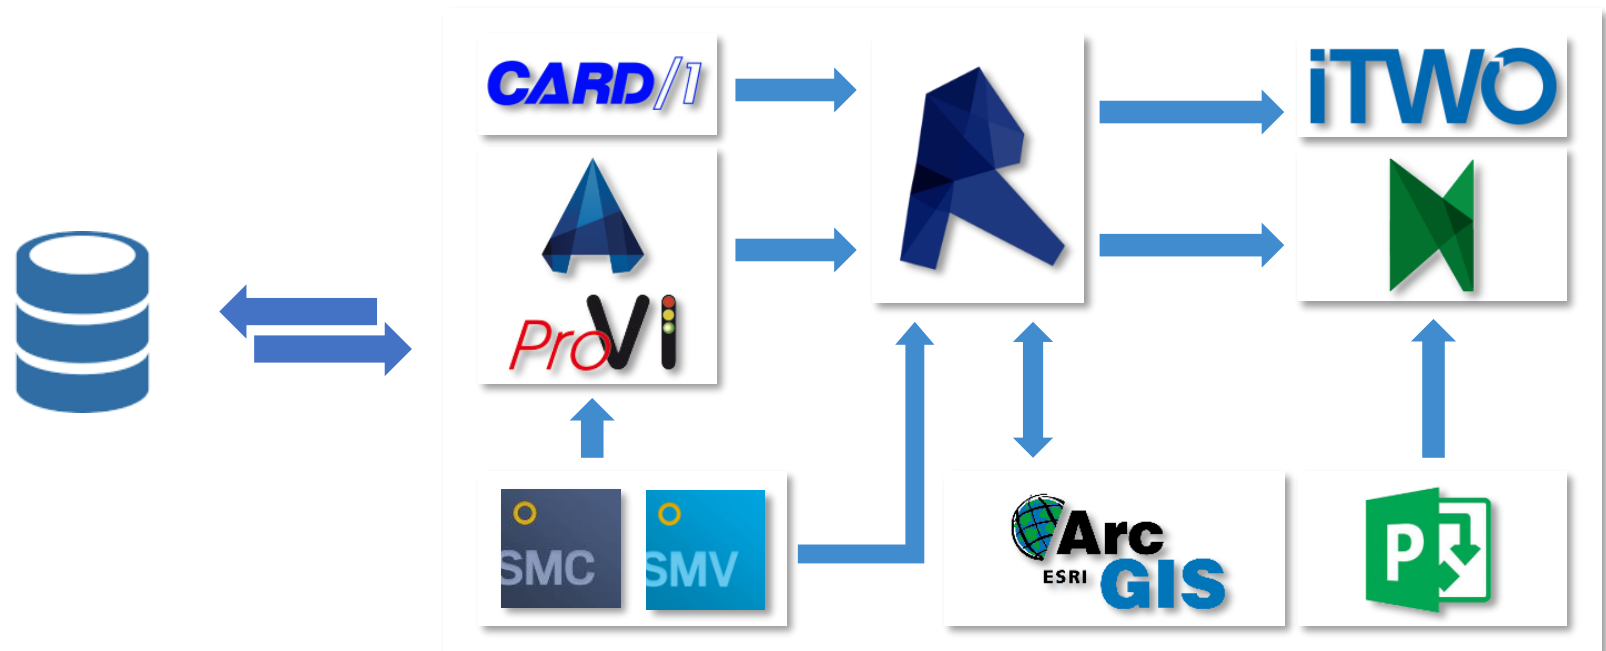 CARD/1
iTWO
ProVi
SMC
SMV
Arc
ESRI
GIS
P